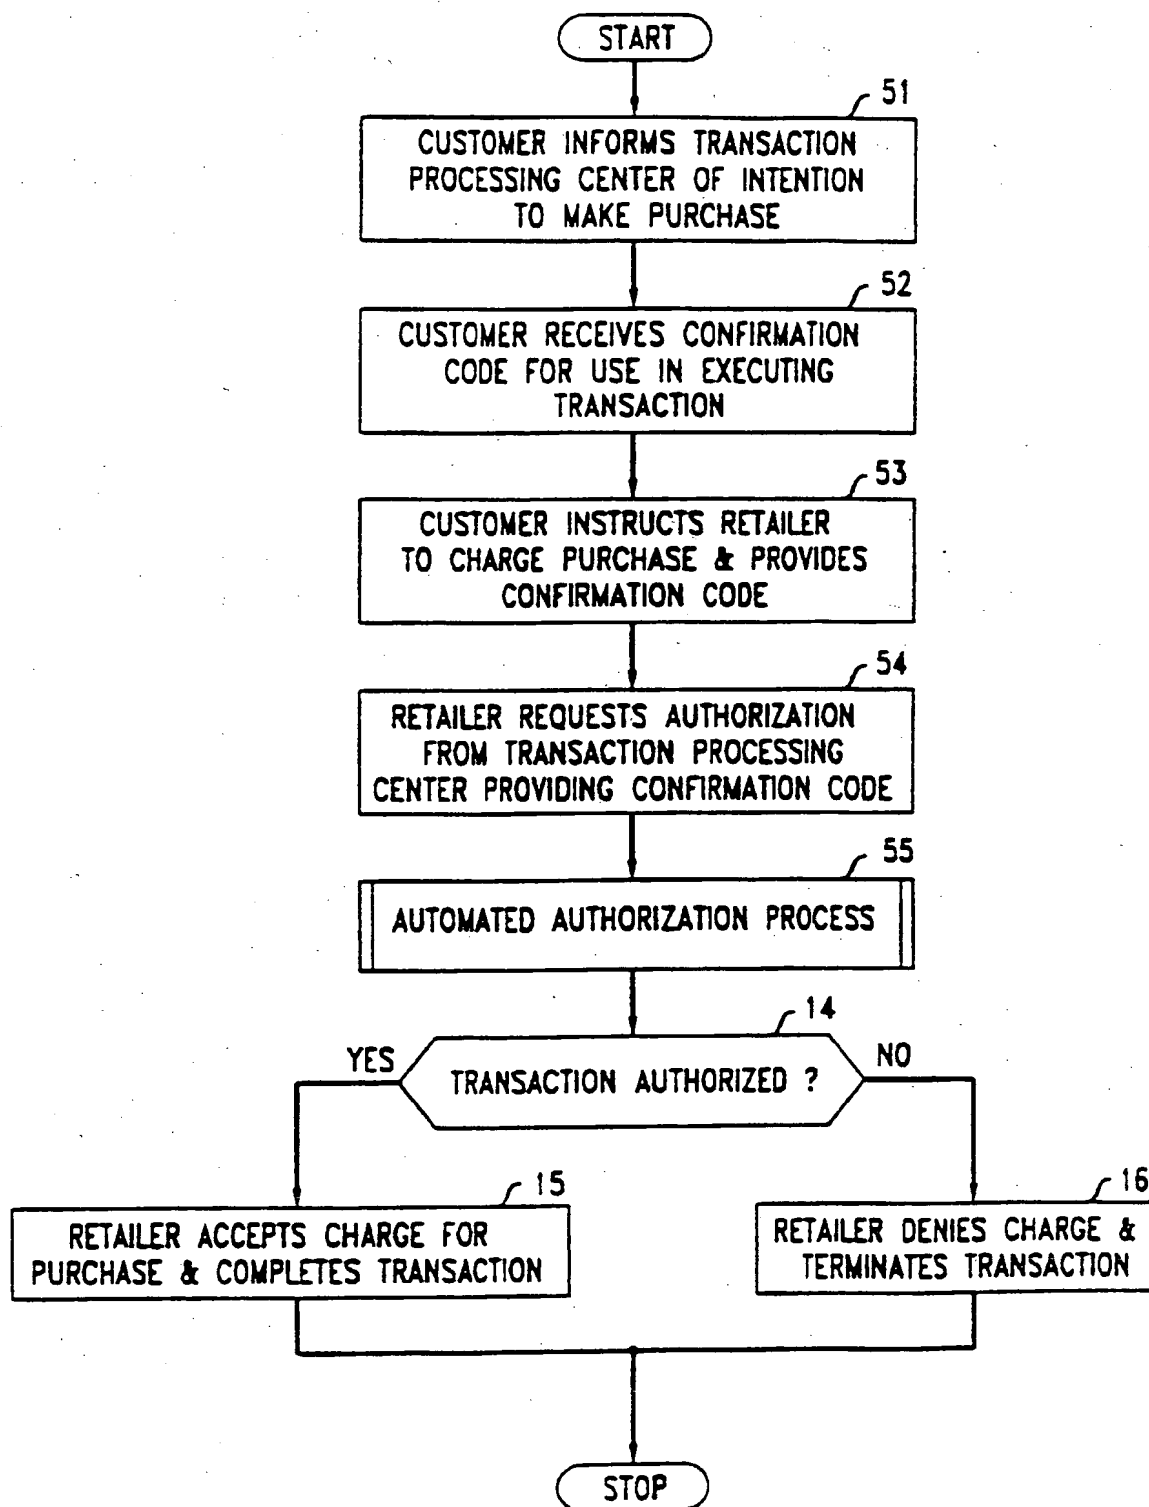 START
51
CUSTOMER INFORMS TRANSACTION
PROCESSING CENTER OF INTENTION
TO MAKE PURCHASE
52
CUSTOMER RECEIVES CONFIRMATION
CODE FOR USE IN EXECUTING
TRANSACTION
53
CUSTOMER INSTRUCTS RETAILER
TO CHARGE PURCHASE & PROVIDES
CONFIRMATION CODE
54
RETAILER REQUESTS AUTHORIZATION
FROM TRANSACTION PROCESSING
CENTER PROVIDING CONFIRMATION CODE
55
AUTOMATED AUTHORIZATION PROCESS
14
YES
TRANSACTION AUTHORIZED ?
NO
15
RETAILER ACCEPTS CHARGE FOR
PURCHASE & COMPLETES TRANSACTION
16
RETAILER DENIES CHARGE &
TERMINATES TRANSACTION
STOP